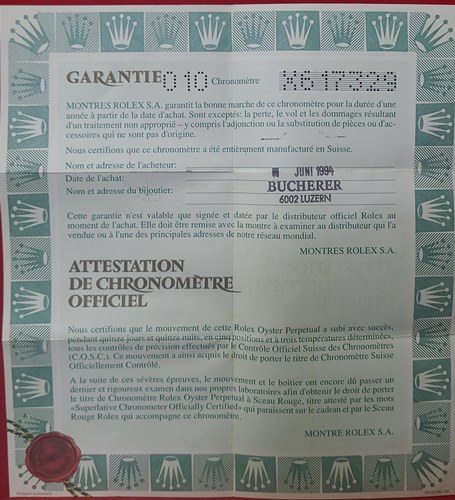 GARANTIE 010 Chronomètre W617329
MONTRES ROLEX S.A. garantit la bonne marche de ce chronomètre pour la durée d'une
année à partir de la date d'achat. Sont exceptés: la perte, le vol et les dommages résultant
d'un traitement non approprié – y compris l'adjonction ou la substitution de pièces ou d'ac-
cessoires qui ne sont pas d'origine.
Nous certifions que ce chronomètre a été entièrement manufacturé en Suisse.
Nom et adresse de l'acheteur:
Date de l'achat: JUNI 1994
Nom et adresse du bijoutier: BUCHERER
6002 LUZERN
Cette garantie n'est valable que signée et datée par le distributeur officiel Rolex au
moment de l'achat. Elle doit être remise avec la montre à examiner au distributeur qui l'a
vendue ou à l'une des principales adresses de notre réseau mondial.
MONTRES ROLEX S.A.
ATTESTATION
DE CHRONOMÈTRE
OFFICIEL
Nous certifions que le mouvement de cette Rolex Oyster Perpetual a subi avec succès,
pendant quinze jours et quinze nuits, en cinq positions et à trois températures déterminées,
tous les contrôles de précision effectués par le Contrôle Officiel Suisse des Chronomètres
(C.O.S.C.). Ce mouvement a ainsi acquis le droit de porter le titre de Chronomètre Suisse
Officiellement Contrôlé.
A la suite de ces sévères épreuves, le mouvement et le boîtier ont encore dû passer un
dernier et rigoureux examen dans nos propres laboratoires afin d'obtenir le droit de porter
le titre de Chronomètre Rolex Oyster Perpetual à Sceau Rouge, titre attesté par les mots
«Superlative Chronometer Officially Certified» qui paraissent sur le cadran et par le Sceau
Rouge Rolex qui accompagne ce chronomètre.
MONTRE ROLEX S.A.